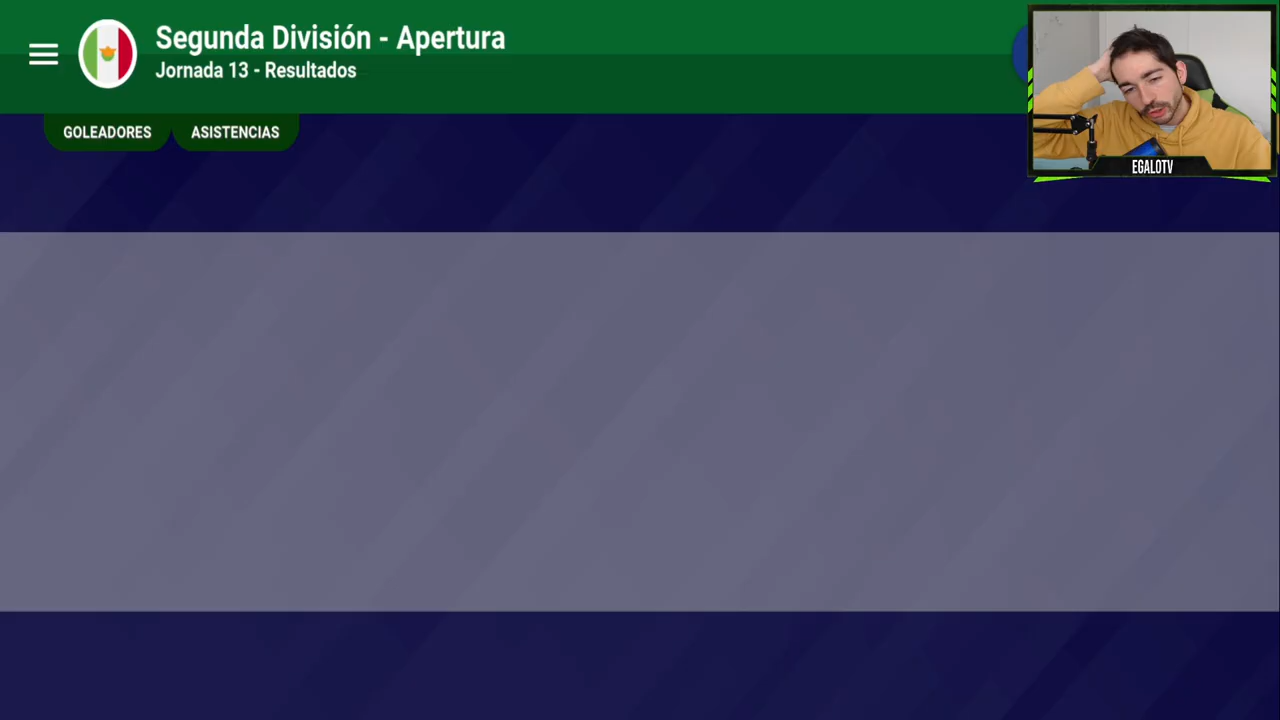 Segunda División - Apertura
Jornada 13 - Resultados
GOLEADORES
ASISTENCIAS
EGALOTV